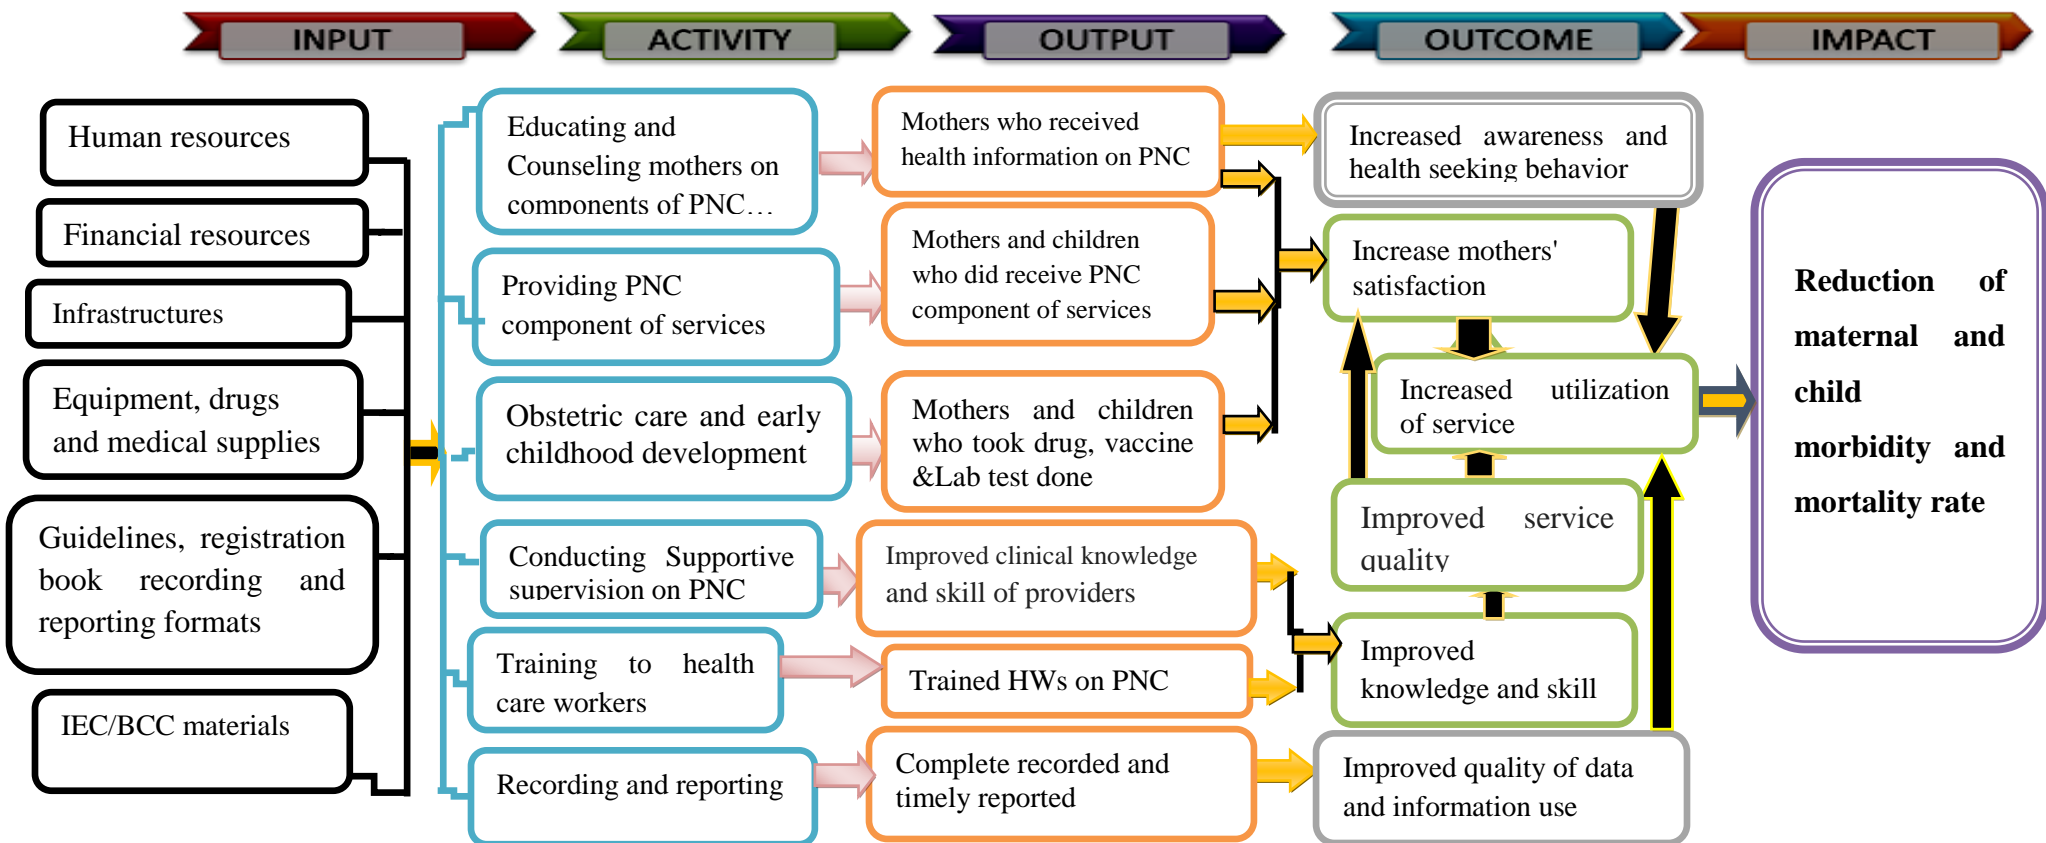 INPUT
ACTIVITY
OUTPUT
OUTCOME
IMPACT
Human resources
Financial resources
Infrastructures
Equipment, drugs
and medical supplies
Guidelines, registration
book recording and
reporting formats
IEC/BCC materials
Educating and
Counseling mothers on
components of PNC…
Providing PNC
component of services
Obstetric care and early
childhood development
Conducting Supportive
supervision on PNC
Training to health
care workers
Recording and reporting
Mothers who received
health information on PNC
Mothers and children
who did receive PNC
component of services
Mothers and children
who took drug, vaccine
&Lab test done
Improved clinical knowledge
and skill of providers
Trained HWs on PNC
Complete recorded and
timely reported
Increased awareness and
health seeking behavior
Increase mothers'
satisfaction
Increased utilization
of service
Improved service
quality
Improved
knowledge and skill
Improved quality of data
and information use
Reduction of
maternal and
child
morbidity and
mortality rate